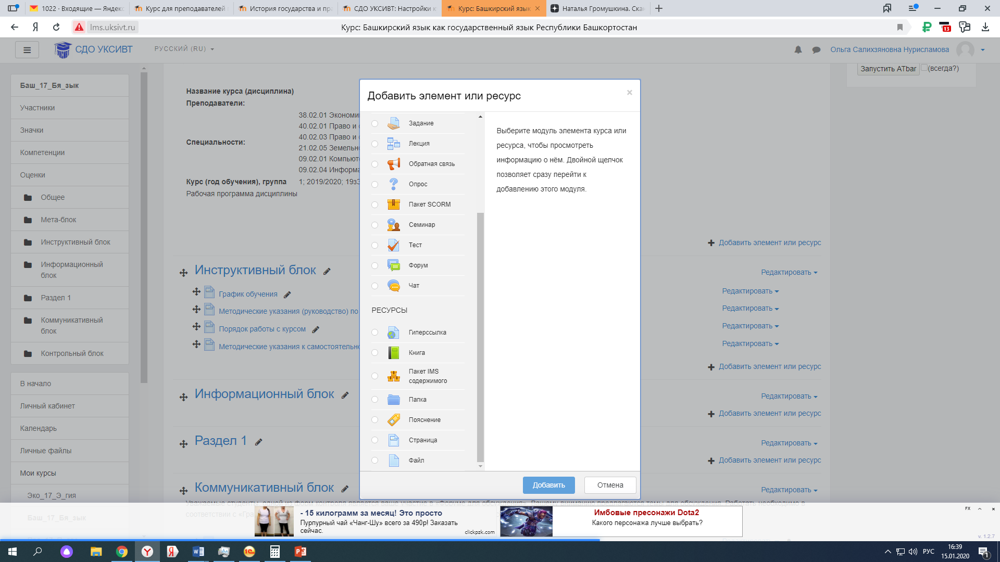 1022 · Входящие — Яндекс
Курс для преподавателей
История государства и пра
СДО УКСИВТ: Настройки к
Курс: Башкирский язык
Наталья Громушкина. Ска
lms.uksivt.ru
Курс: Башкирский язык как государственный язык Республики Башкортостан
13
СДО УКСИВТ
РУССКИЙ (RU)
Ольга Салихзяновна Нурисламова
Баш_17_Бя_зык
Участники
Значки
Компетенции
Оценки
Общее
Мета-блок
Инструктивный блок
Информационный
блок
Раздел 1
Коммуникативный
блок
Контрольный блок
В начало
Личный кабинет
Календарь
Личные файлы
Мои курсы
Эко_17_Э_гия
Баш_17_Бя_зык
Название курса (дисциплина)
Преподаватели:
Специальности:
38.02.01 Экономи
40.02.01 Право и
40.02.03 Право и
21.02.05 Земельн
09.02.01 Компьют
09.02.04 Информа
Курс (год обучения), группа 1; 2019/2020; 19зЗ
Рабочая программа дисциплины
Добавить элемент или ресурс
Инструктивный блок
Редактировать
График обучения
Редактировать
Методические указания (руководство) по
Редактировать
Порядок работы с курсом
Редактировать
Методические указания к самостоятельно
Редактировать
Добавить элемент или ресурс
Информационный блок
Редактировать
Добавить элемент или ресурс
Раздел 1
Редактировать
Добавить элемент или ресурс
Коммуникативный блок
Редактировать
Уважаемые студенты, одной из форм контроля является ваше участие в «Форуме для обсуждения». Вашему вниманию предлагаются темы для обсуждения. Работать необходимо в
соответствии с
Запустить ATbar
(всегда?)
Добавить элемент или ресурс
×
Задание
Лекция
Обратная связь
Опрос
Пакет SCORM
Семинар
Тест
Форум
Чат
РЕСУРСЫ
Гиперссылка
Книга
Пакет IMS
содержимого
Папка
Пояснение
Страница
Файл
Выберите модуль элемента курса или
ресурса, чтобы просмотреть
информацию о нём. Двойной щелчок
позволяет сразу перейти к
добавлению этого модуля.
Добавить
Отмена
- 15 килограмм за месяц! Это просто
Пурпурный чай «Чанг-Шу» всего за 490р! Заказать
сейчас.
clickpzk.com
Имбовые пресонажи Dota2
Какого персонажа лучше выбрать?
FX
v. 1.2.7
РУС
16:39
15.01.2020
1